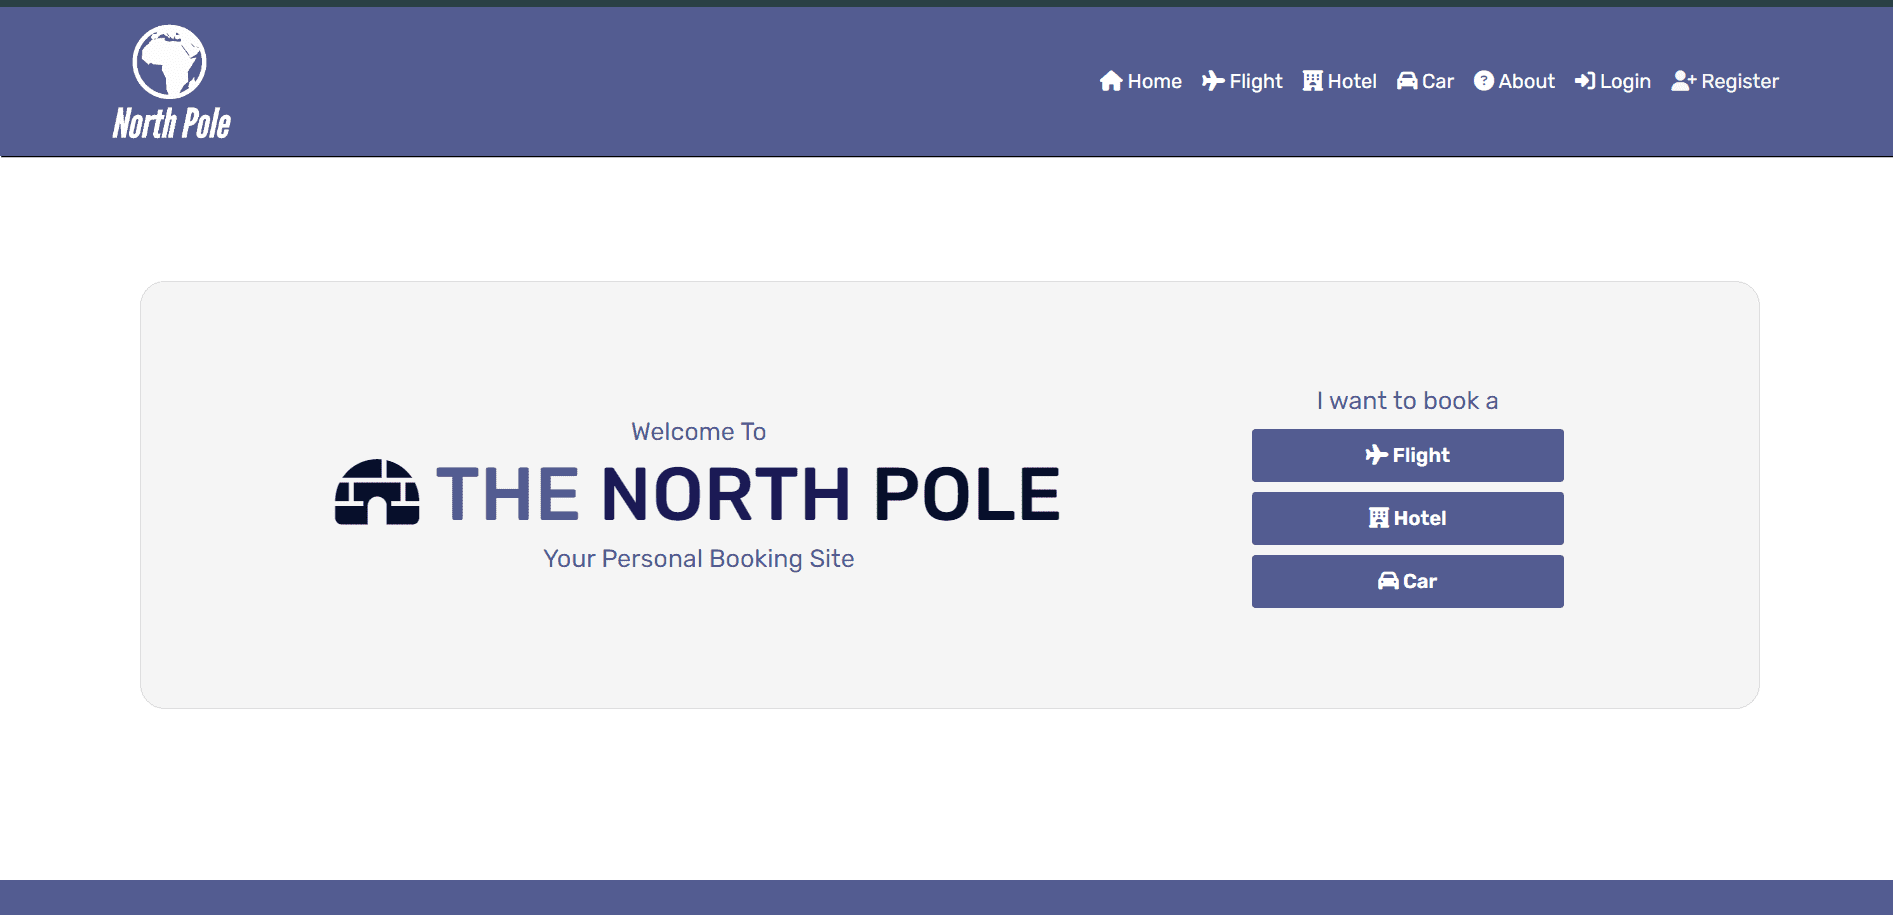 North Pole
Home Flight Hotel Car About Login Register
Welcome To
THE NORTH POLE
Your Personal Booking Site
I want to book a
Flight
Hotel
Car